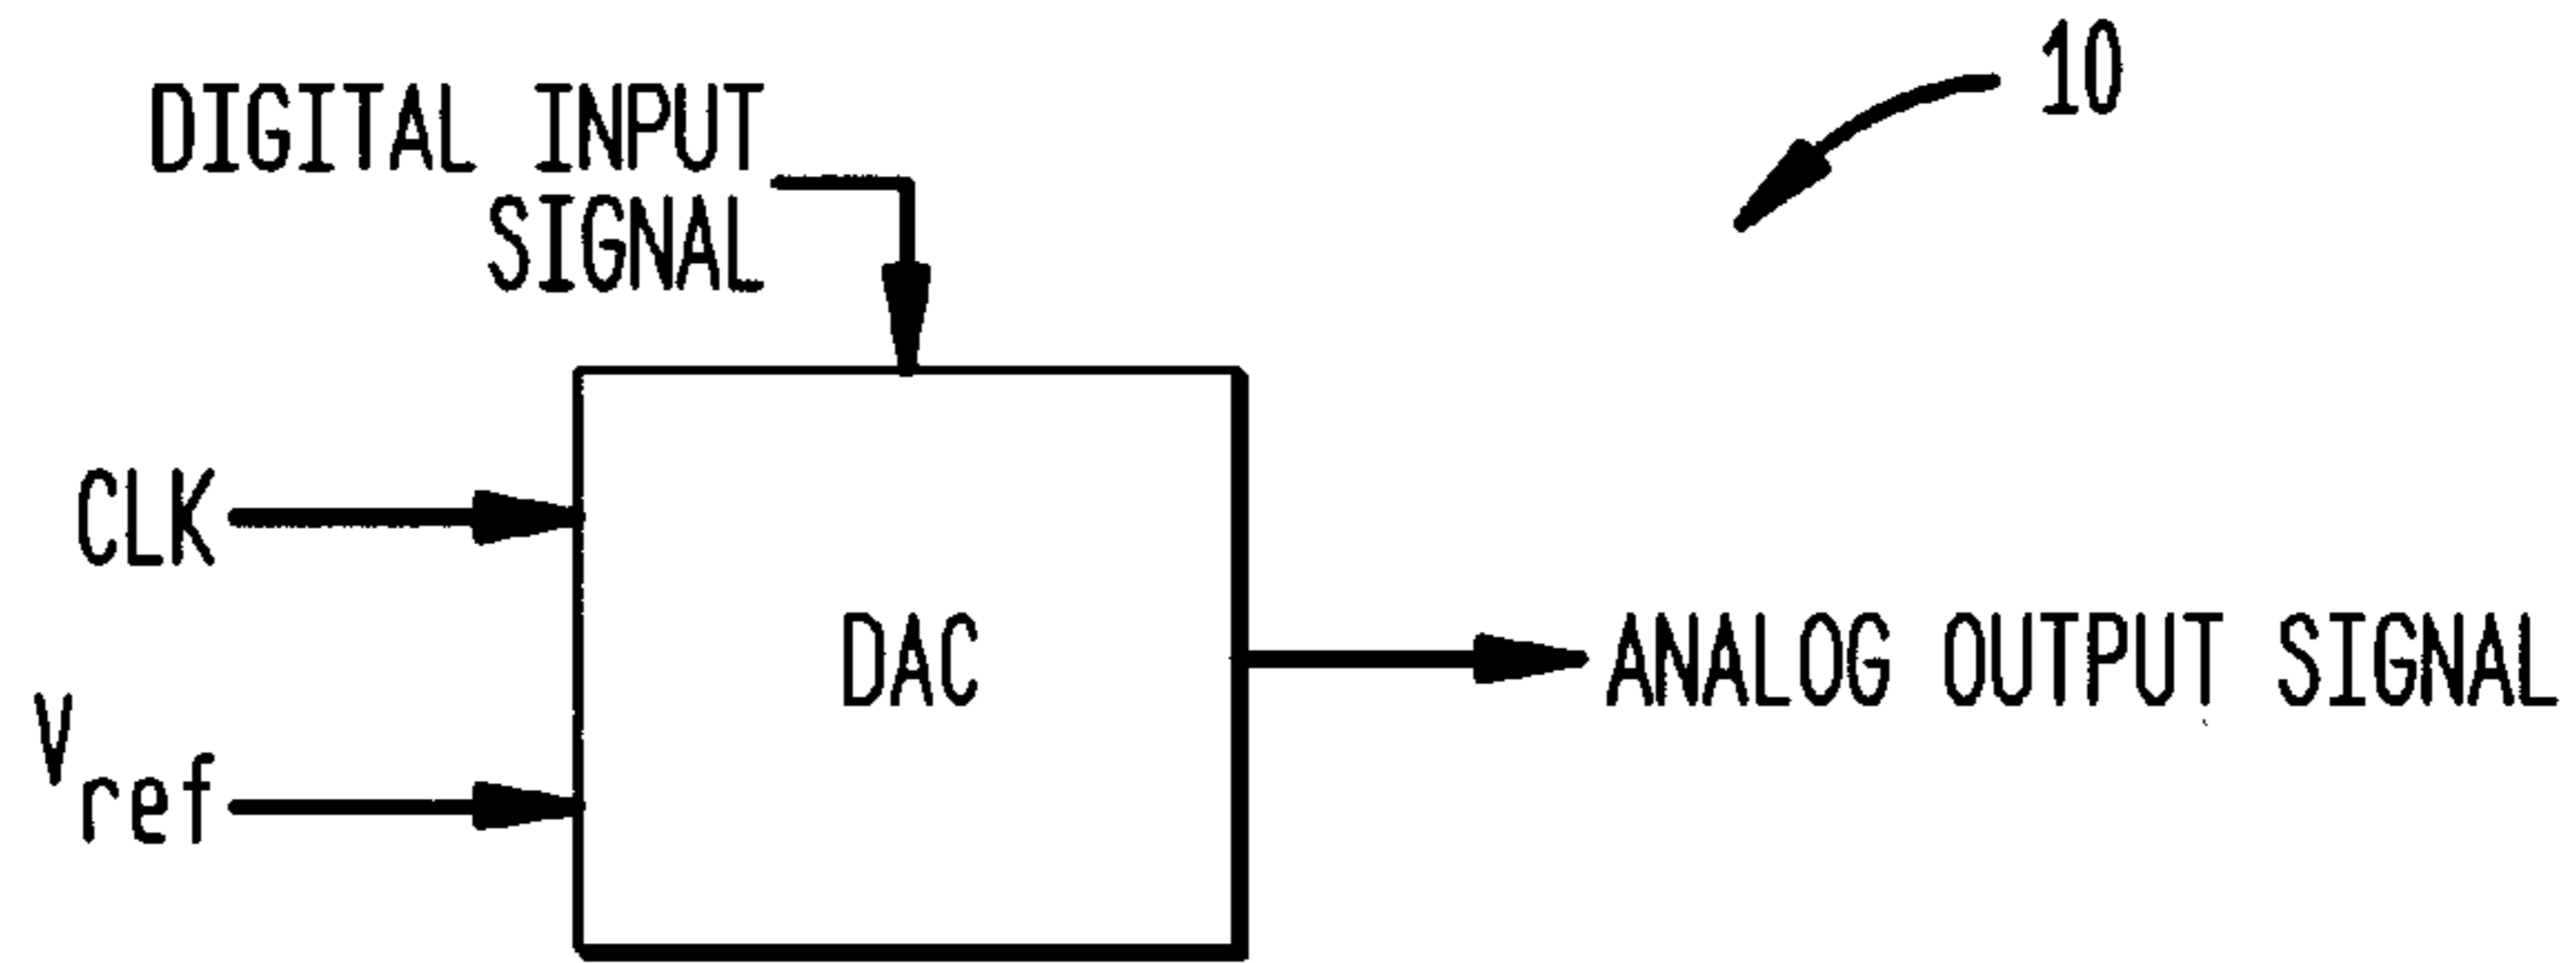 10
DIGITAL INPUT
SIGNAL
CLK
DAC
ANALOG OUTPUT SIGNAL
Vref